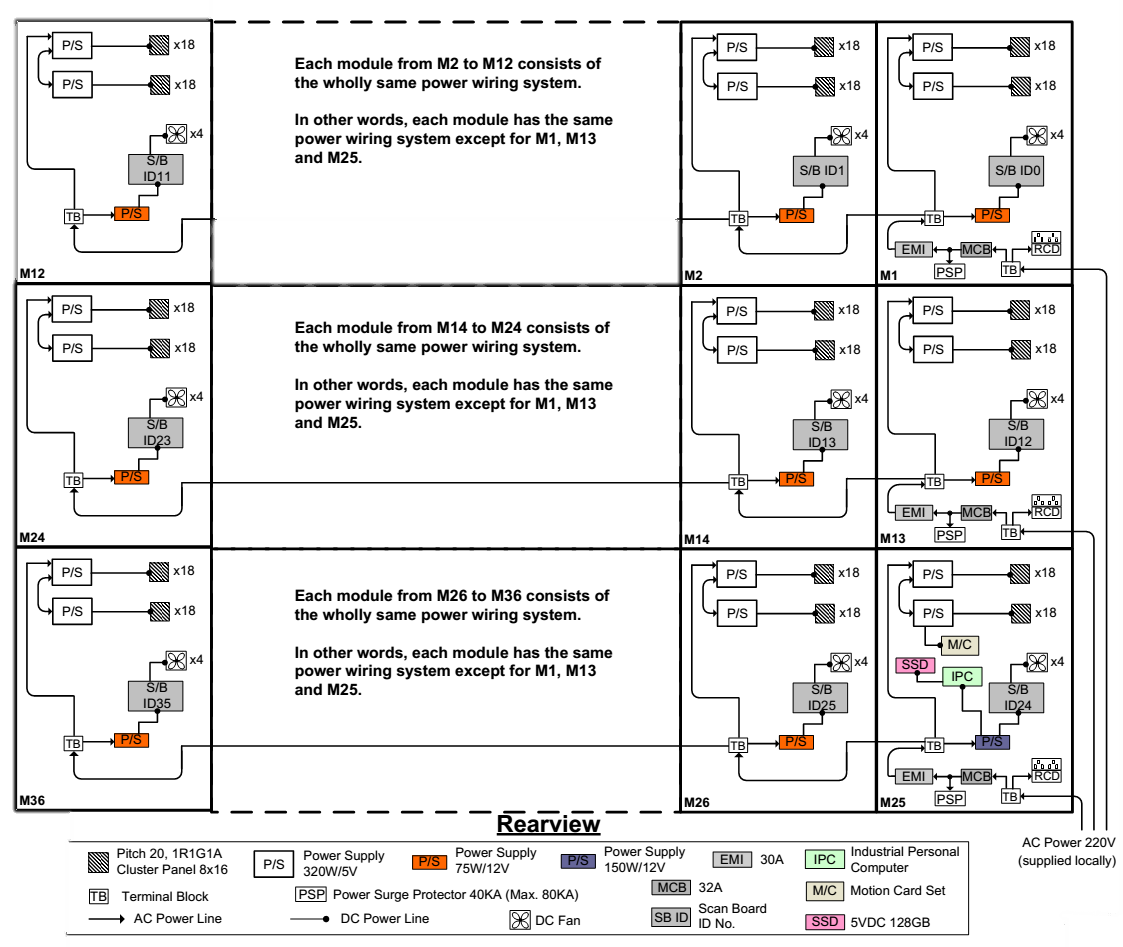 P/S
x18
P/S
x18
x4
S/B
ID11
TB
P/S
M12
Each module from M2 to M12 consists of
the wholly same power wiring system.
In other words, each module has the same
power wiring system except for M1, M13
and M25.
P/S
x18
P/S
x18
x4
S/B ID1
TB
P/S
M2
P/S
x18
P/S
x18
x4
S/B ID0
TB
P/S
EMI
MCB
RCD
PSP
TB
M1
P/S
x18
P/S
x18
x4
S/B
ID23
TB
P/S
M24
Each module from M14 to M24 consists of
the wholly same power wiring system.
In other words, each module has the same
power wiring system except for M1, M13
and M25.
P/S
x18
P/S
x18
x4
S/B
ID13
TB
P/S
M14
P/S
x18
P/S
x18
x4
S/B
ID12
TB
P/S
EMI
MCB
RCD
PSP
TB
M13
P/S
x18
P/S
x18
x4
S/B
ID35
TB
P/S
M36
Each module from M26 to M36 consists of
the wholly same power wiring system.
In other words, each module has the same
power wiring system except for M1, M13
and M25.
P/S
x18
P/S
x18
x4
S/B
ID25
TB
P/S
M26
P/S
x18
P/S
x18
M/C
SSD
IPC
x4
S/B
ID24
TB
P/S
EMI
MCB
RCD
PSP
TB
M25
Rearview
AC Power 220V
(supplied locally)
Pitch 20, 1R1G1A
Cluster Panel 8x16
P/S
Power Supply
320W/5V
P/S
Power Supply
75W/12V
P/S
Power Supply
150W/12V
EMI
30A
IPC
Industrial Personal
Computer
TB
Terminal Block
PSP
Power Surge Protector 40KA (Max. 80KA)
MCB
32A
M/C
Motion Card Set
AC Power Line
DC Power Line
DC Fan
SB ID
Scan Board
ID No.
SSD
5VDC 128GB